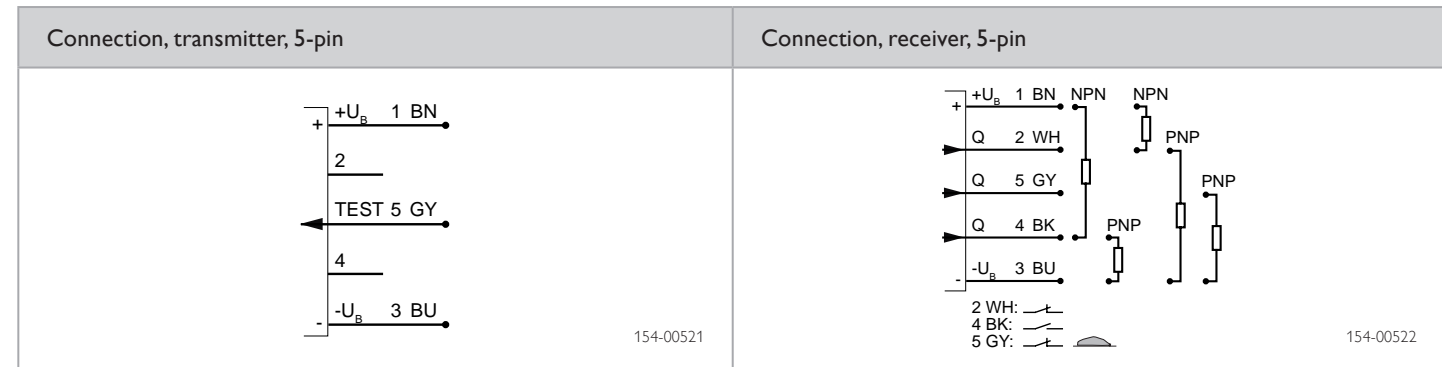 Connection, transmitter, 5-pin
+U_B 1 BN
+
2
TEST 5 GY
4
-U_B 3 BU
-
154-00521
Connection, receiver, 5-pin
+U_B 1 BN NPN NPN
+
Q 2 WH PNP
Q 5 GY PNP
Q 4 BK PNP
-U_B 3 BU
-
2 WH:
4 BK:
5 GY:
154-00522